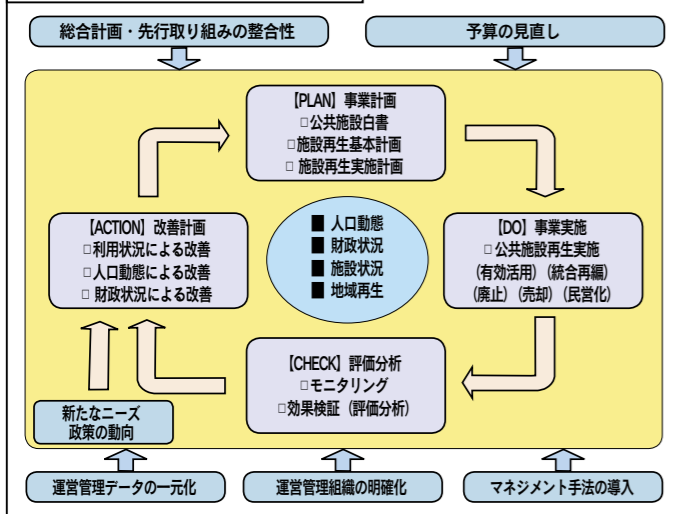 総合計画・先行取り組みの整合性
予算の見直し
【PLAN】事業計画
□公共施設白書
□施設再生基本計画
□ 施設再生実施計画
【ACTION】改善計画
□利用状況による改善
□人口動態による改善
□ 財政状況による改善
■ 人口動態
■ 財政状況
■ 施設状況
■ 地域再生
【DO】事業実施
□ 公共施設再生実施
(有効活用)(統合再編)
(廃止)(売却)(民営化)
【CHECK】評価分析
□モニタリング
□効果検証(評価分析)
新たなニーズ
政策の動向
運営管理データの一元化
運営管理組織の明確化
マネジメント手法の導入